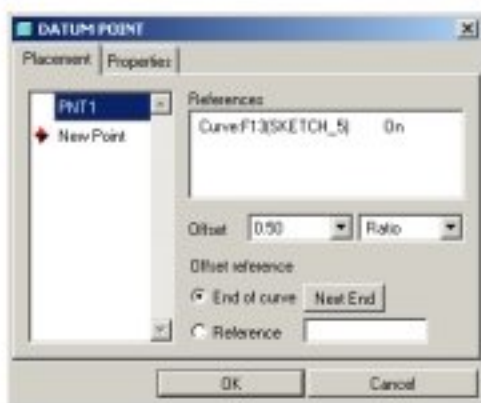 DATUM POINT
Placement Properties
PNT1
New Point
References
Curve:F13(SKETCH_5) On
Offset 0.50 Ratio
Offset reference
End of curve Next End
Reference
OK Cancel